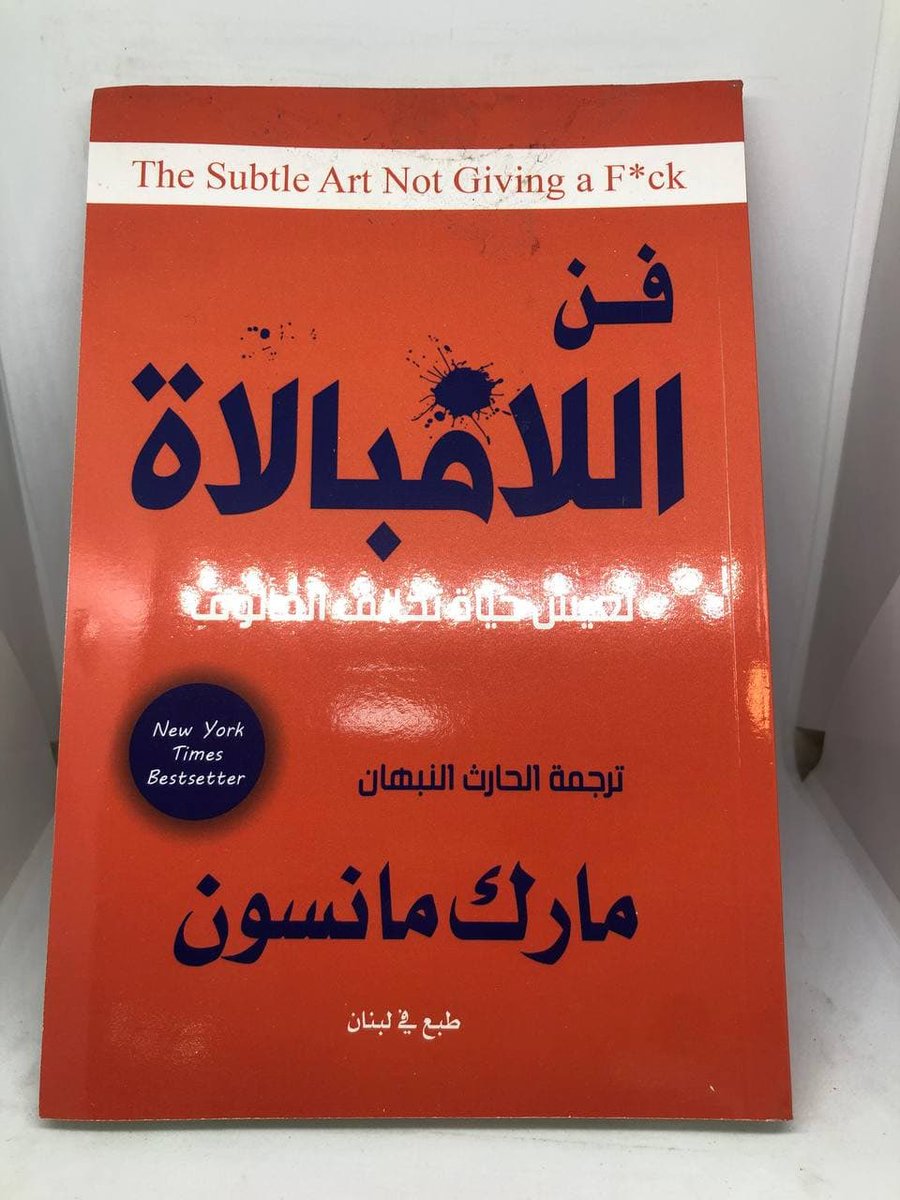 The Subtle Art Not Giving a F*ck
فن
اللامبالاة
لعيش حياة تخالف المألوف
New York
Times
Bestsetter
ترجمة الحارث النبهان
مارك مانسون
طبع في لبنان